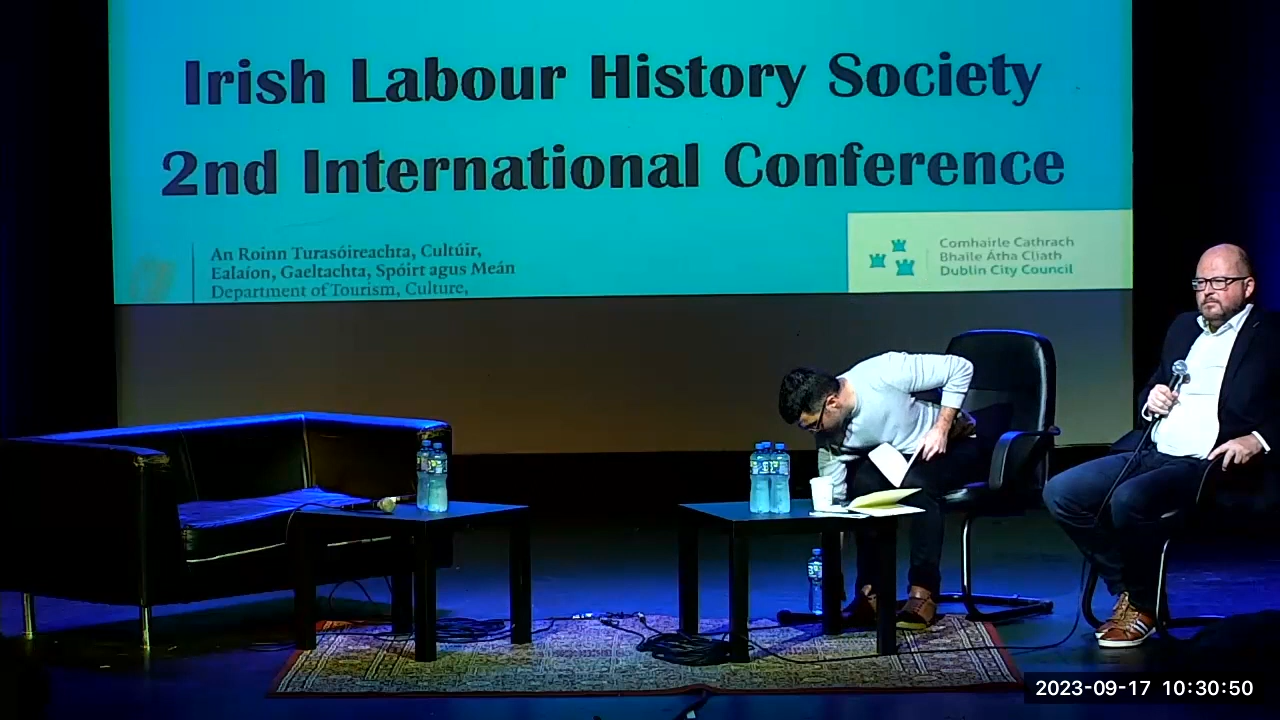 Irish Labour History Society
2nd International Conference
An Roinn Turasóireachta, Cultúir,
Ealaíon, Gaeltachta, Spóirt agus Meán
Department of Tourism, Culture,
Comhairle Cathrach
Bhaile Átha Cliath
Dublin City Council
2023-09-17 10:30:50